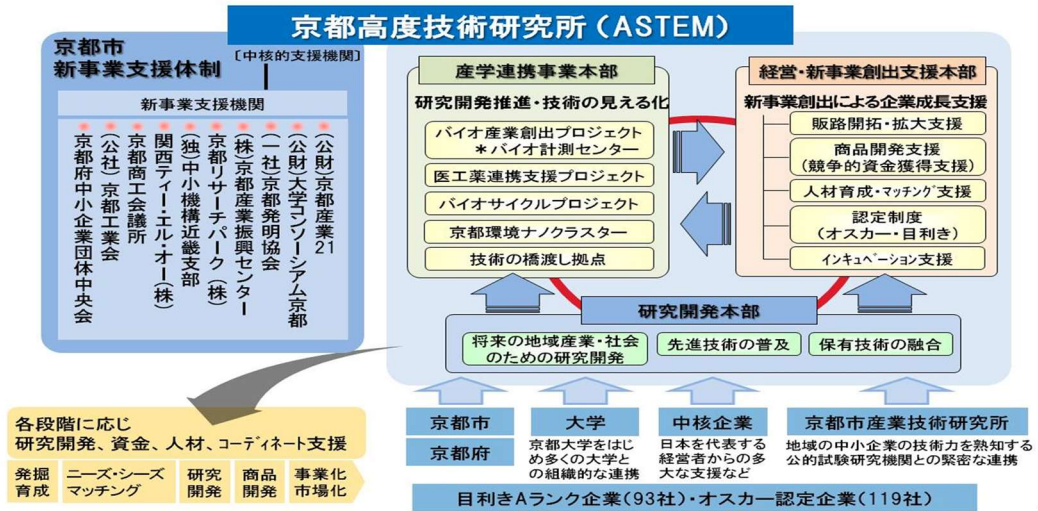 京都高度技術研究所(ASTEM)
京都市
新事業支援体制
〔中核的支援機関〕
新事業支援機関
(公財)京都産業21
(公財)大学コンソーシアム京都
(一社)京都発明協会
(株)京都産業振興センター
京都リサーチパーク(株)
(独)中小機構近畿支部
関西ティー・エル・オー(株)
京都商工会議所
(公社)京都工業会
京都府中小企業団体中央会
産学連携事業本部
研究開発推進・技術の見える化
バイオ産業創出プロジェクト
*バイオ計測センター
医工薬連携支援プロジェクト
バイオサイクルプロジェクト
京都環境ナノクラスター
技術の橋渡し拠点
経営・新事業創出支援本部
新事業創出による企業成長支援
販路開拓・拡大支援
商品開発支援
(競争的資金獲得支援)
人材育成・マッチング支援
認定制度
(オスカー・目利き)
インキュベーション支援
研究開発本部
将来の地域産業・社会
のための研究開発
先進技術の普及
保有技術の融合
各段階に応じ
研究開発、資金、人材、コーディネート支援
発掘
育成
ニーズ・シーズ
マッチング
研究
開発
商品
開発
事業化
市場化
京都市
京都府
大学
京都大学をはじ
め多くの大学と
の組織的な連携
中核企業
日本を代表する
経営者からの多
大な支援など
京都市産業技術研究所
地域の中小企業の技術力を熟知する
公的試験研究機関との緊密な連携
目利きAランク企業(93社)・オスカー認定企業(119社)